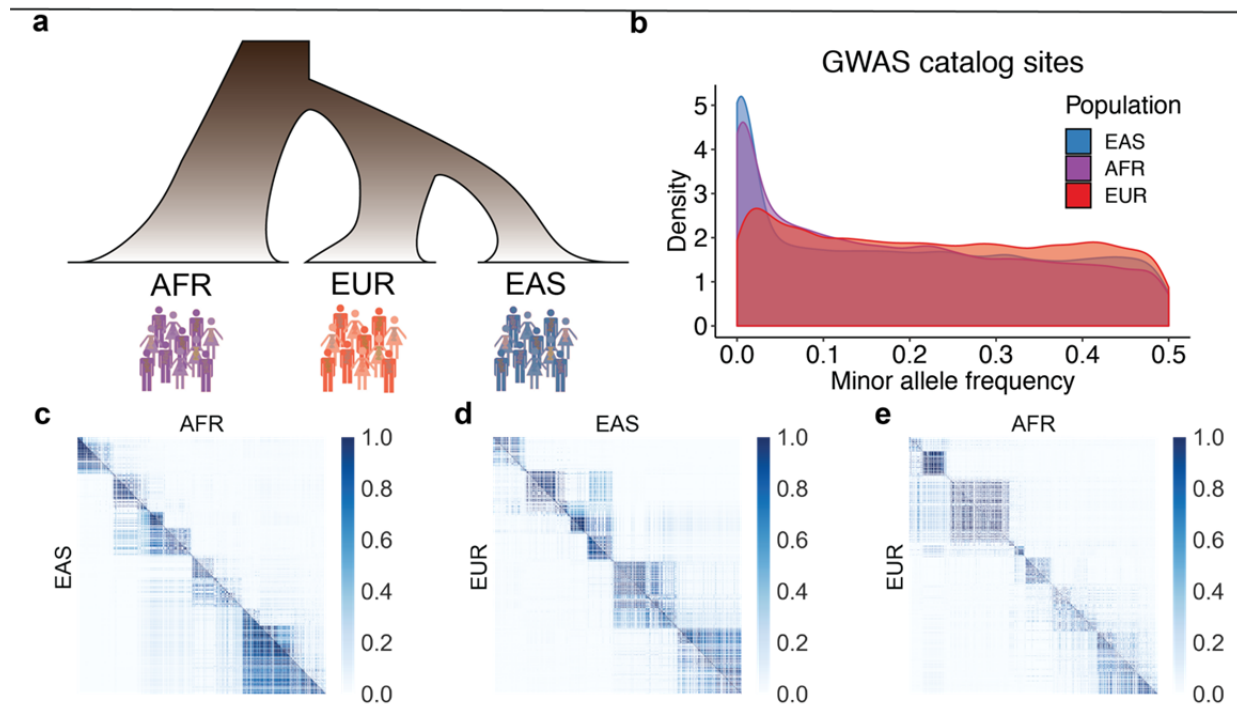 a
AFR
EUR
EAS
b
GWAS catalog sites
Population
EAS
AFR
EUR
Density
5
4
3
2
1
0
0.0 0.1 0.2 0.3 0.4 0.5
Minor allele frequency
c
AFR
EAS
1.0
0.8
0.6
0.4
0.2
0.0
d
EAS
EUR
1.0
0.8
0.6
0.4
0.2
0.0
e
AFR
EUR
1.0
0.8
0.6
0.4
0.2
0.0